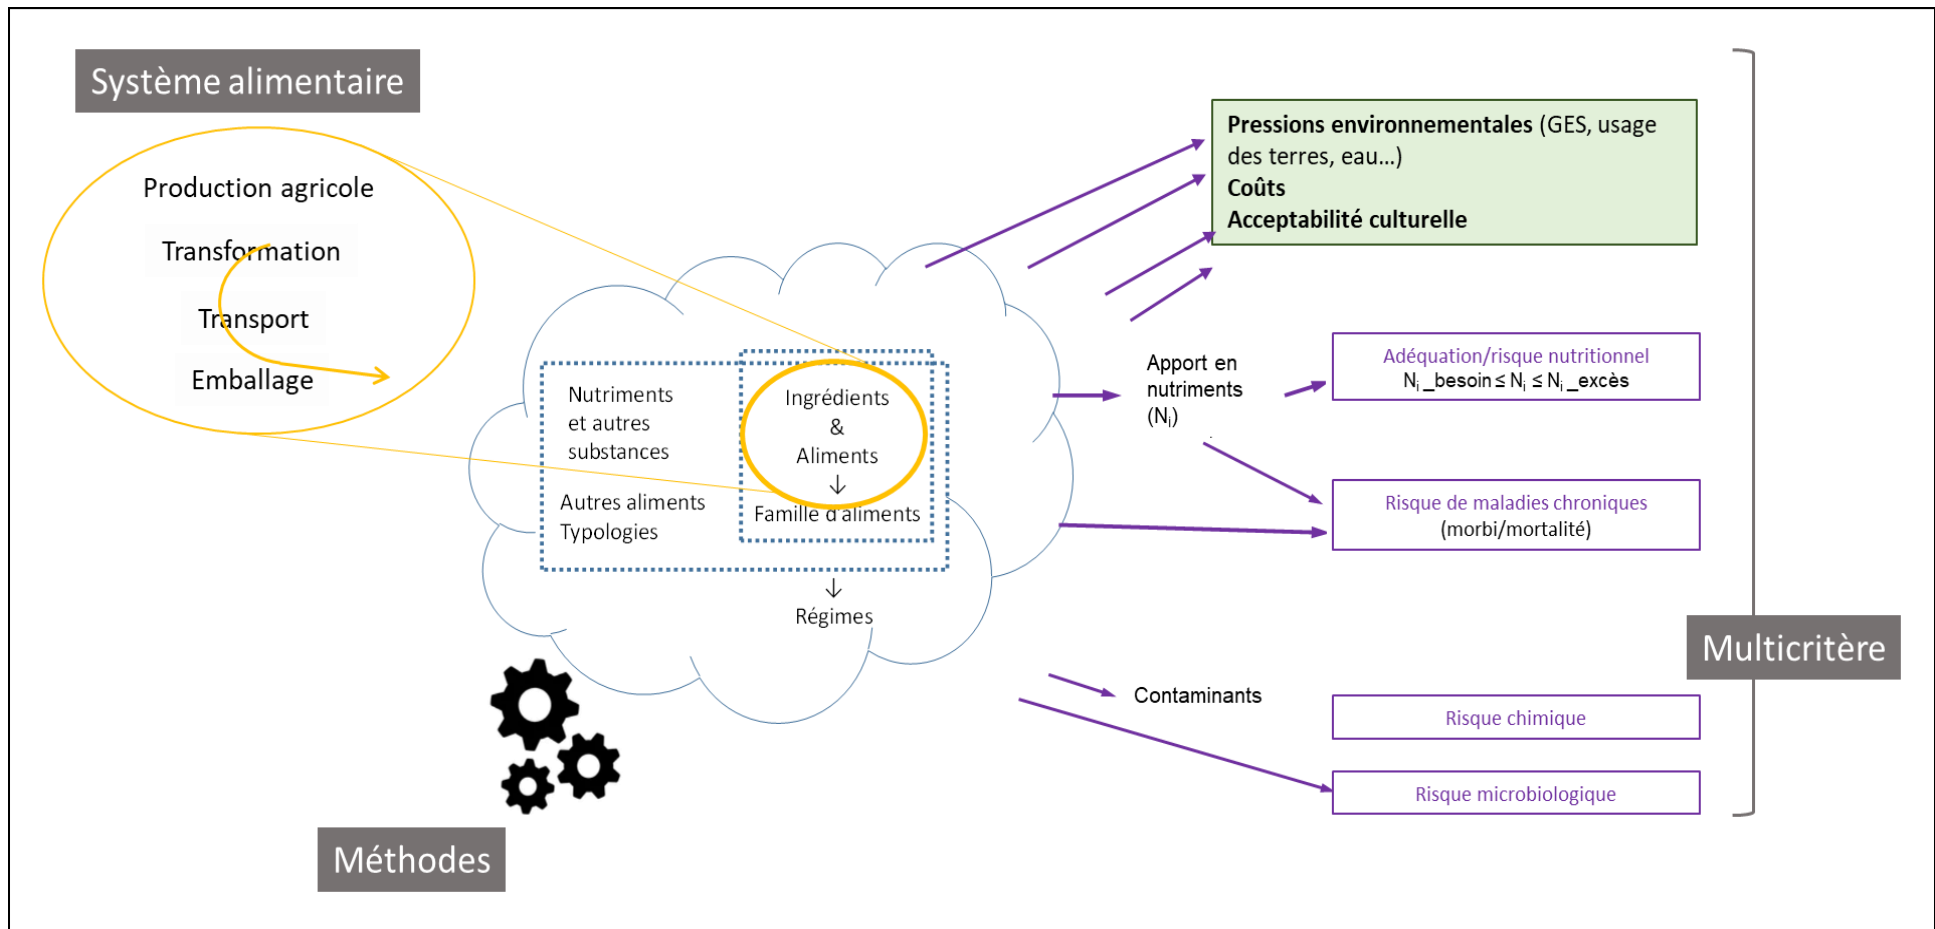 Système alimentaire
Production agricole
Transformation
Transport
Emballage
Nutriments
et autres
substances
Autres aliments
Typologies
Ingrédients
&
Aliments
↓
Famille d'aliments
↓
Régimes
Méthodes
Pressions environnementales (GES, usage
des terres, eau...)
Coûts
Acceptabilité culturelle
Apport en
nutriments
(Ni)
Adéquation/risque nutritionnel
Ni_besoin ≤ Ni ≤ Ni_excès
Risque de maladies chroniques
(morbi/mortalité)
Contaminants
Risque chimique
Risque microbiologique
Multicritère